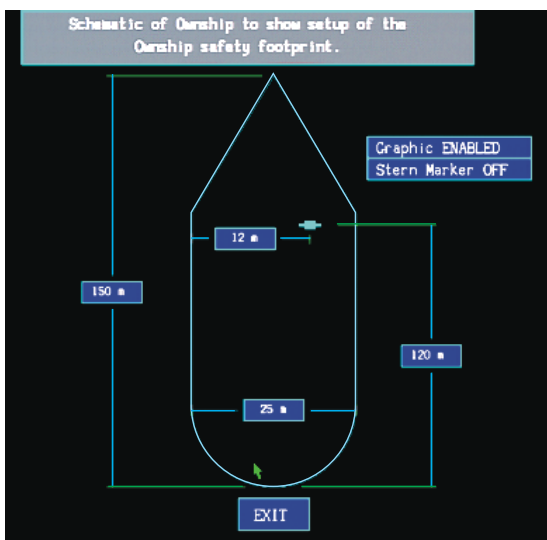 Schematic of Ownship to show setup of the
Ownship safety footprint.
Graphic ENABLED
Stern Marker OFF
12 m
150 m
120 m
25 m
EXIT